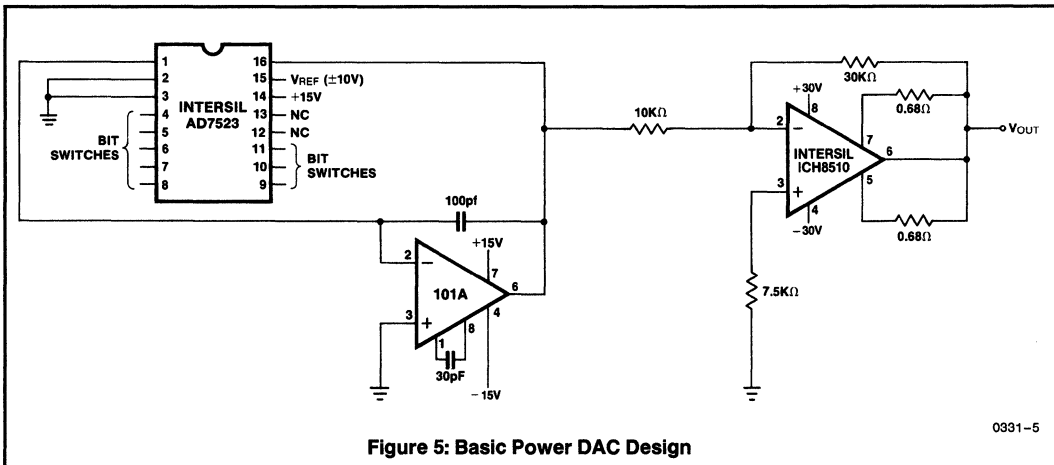 1
2
3
4
5
6
7
8
INTERSIL
AD7523
16
15
14
13
12
11
10
9
VREF (±10V)
+15V
NC
NC
BIT
SWITCHES
BIT
SWITCHES
100pf
+15V
2
−
7
101A
6
3
+
1
8
4
30pF
−15V
10KΩ
30KΩ
+30V
8
0.68Ω
2
−
7
INTERSIL
ICH8510
6
VOUT
3
+
5
4
−30V
0.68Ω
7.5KΩ
0331–5
Figure 5: Basic Power DAC Design